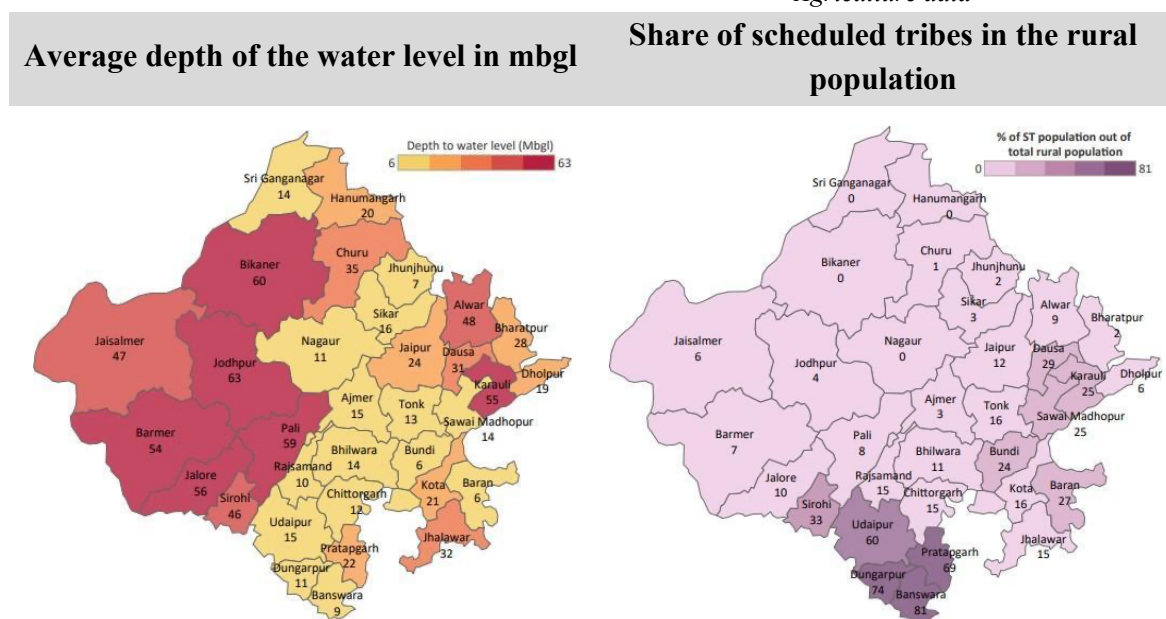 Agriculture data
Average depth of the water level in mbgl
Share of scheduled tribes in the rural
population
Depth to water level (Mbgl)
6 63
Sri Ganganagar
14
Hanumangarh
20
Bikaner
60
Churu
35
Jhunjhunu
7
Sikar
16
Alwar
48
Bharatpur
28
Jaisalmer
47
Jodhpur
63
Nagaur
11
Jaipur
24
Dausa
31
Dholpur
19
Karauli
55
Ajmer
15
Tonk
13
Sawai Madhopur
14
Barmer
54
Pali
59
Bhilwara
14
Bundi
6
Rajsamand
10
Jalore
56
Sirohi
46
Chittorgarh
12
Kota
21
Baran
6
Udaipur
15
Pratapgarh
22
Jhalawar
32
Dungarpur
11
Banswara
9
% of ST population out of
total rural population
0 81
Sri Ganganagar
0
Hanumangarh
0
Bikaner
0
Churu
1
Jhunjhunu
2
Sikar
3
Alwar
9
Bharatpur
2
Jaisalmer
6
Jodhpur
4
Nagaur
0
Jaipur
12
Dausa
29
Karauli
25
Dholpur
6
Ajmer
3
Tonk
16
Sawai Madhopur
25
Barmer
7
Pali
8
Bhilwara
11
Bundi
24
Jalore
10
Rajsamand
15
Chittorgarh
15
Kota
16
Baran
27
Sirohi
33
Udaipur
60
Pratapgarh
69
Jhalawar
15
Dungarpur
74
Banswara
81